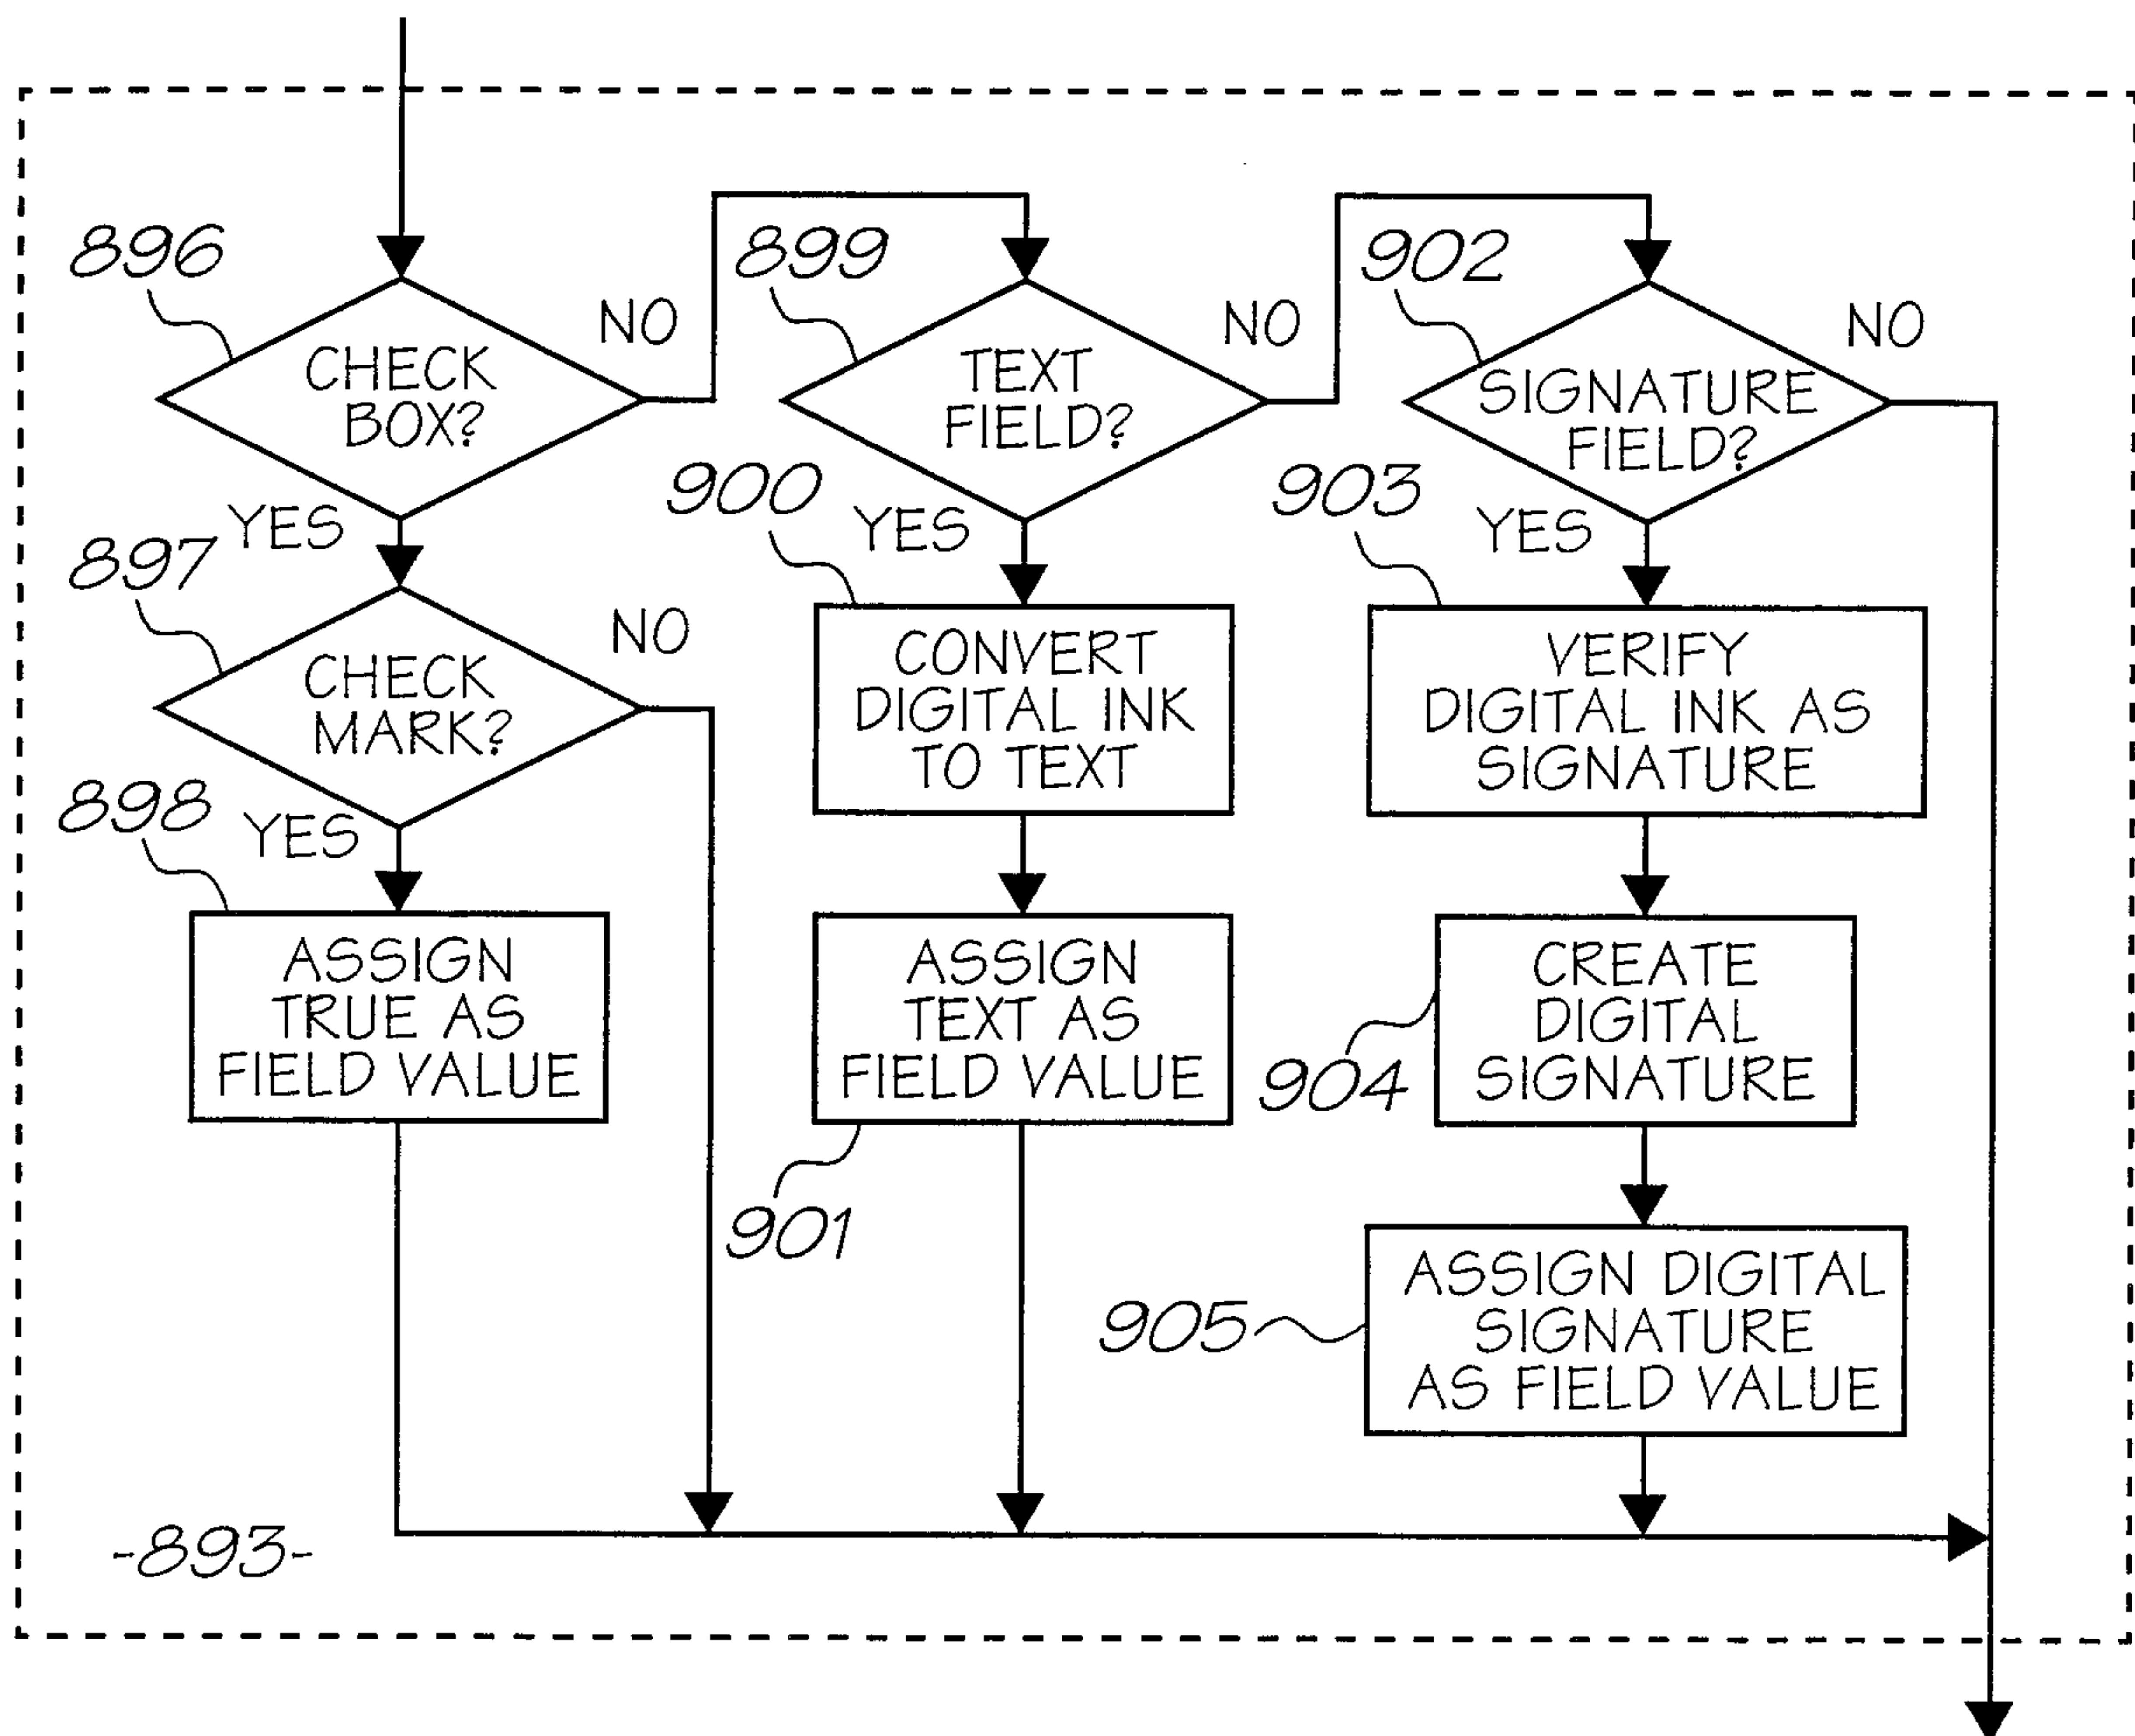 896
CHECK
BOX?
NO
YES
897
CHECK
MARK?
NO
YES
898
ASSIGN
TRUE AS
FIELD VALUE
899
TEXT
FIELD?
NO
YES
900
CONVERT
DIGITAL INK
TO TEXT
ASSIGN
TEXT AS
FIELD VALUE
901
902
SIGNATURE
FIELD?
NO
YES
903
VERIFY
DIGITAL INK AS
SIGNATURE
CREATE
DIGITAL
SIGNATURE
904
ASSIGN DIGITAL
SIGNATURE
AS FIELD VALUE
905
-893-